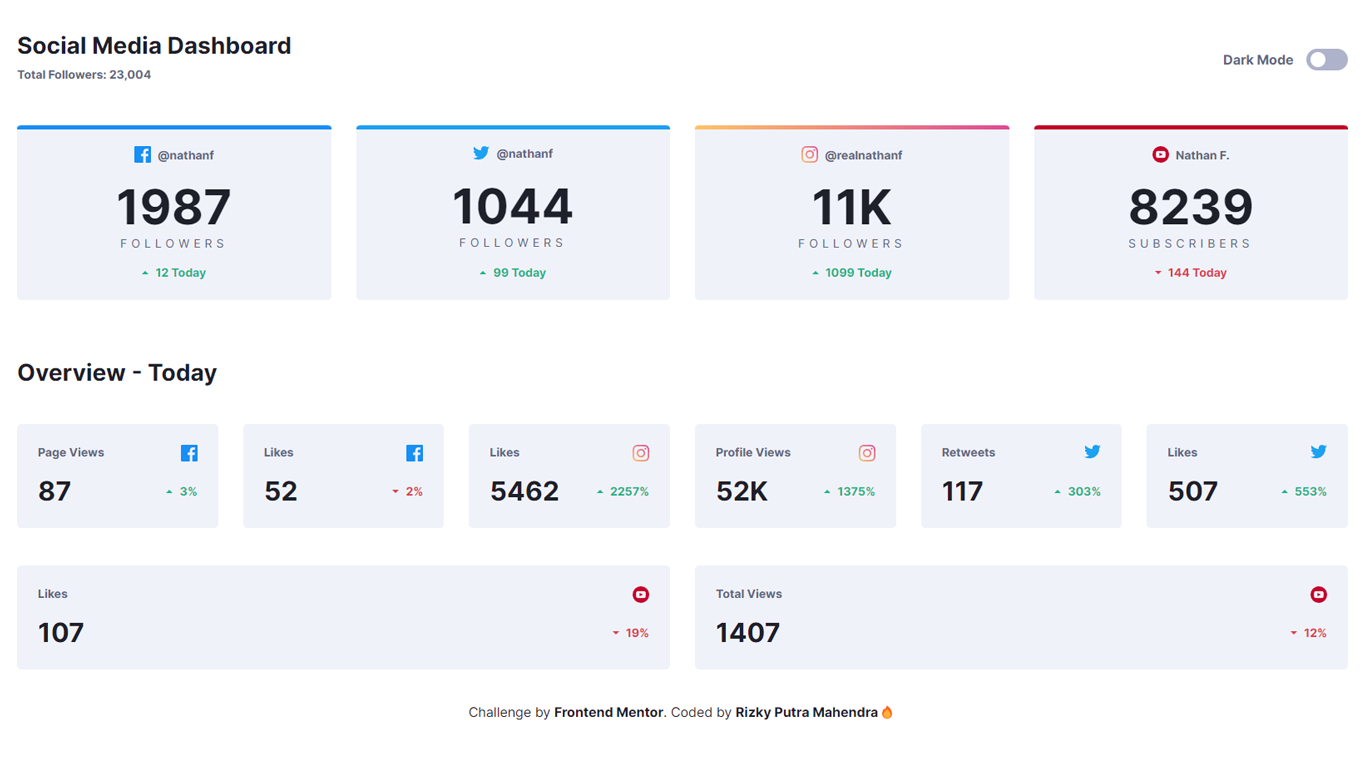 Social Media Dashboard
Total Followers: 23,004
Dark Mode
@nathanf
1987
FOLLOWERS
12 Today
@nathanf
1044
FOLLOWERS
99 Today
@realnathanf
11K
FOLLOWERS
1099 Today
Nathan F.
8239
SUBSCRIBERS
144 Today
Overview - Today
Page Views
87
3%
Likes
52
2%
Likes
5462
2257%
Profile Views
52K
1375%
Retweets
117
303%
Likes
507
553%
Likes
107
19%
Total Views
1407
12%
Challenge by Frontend Mentor. Coded by Rizky Putra Mahendra🔥